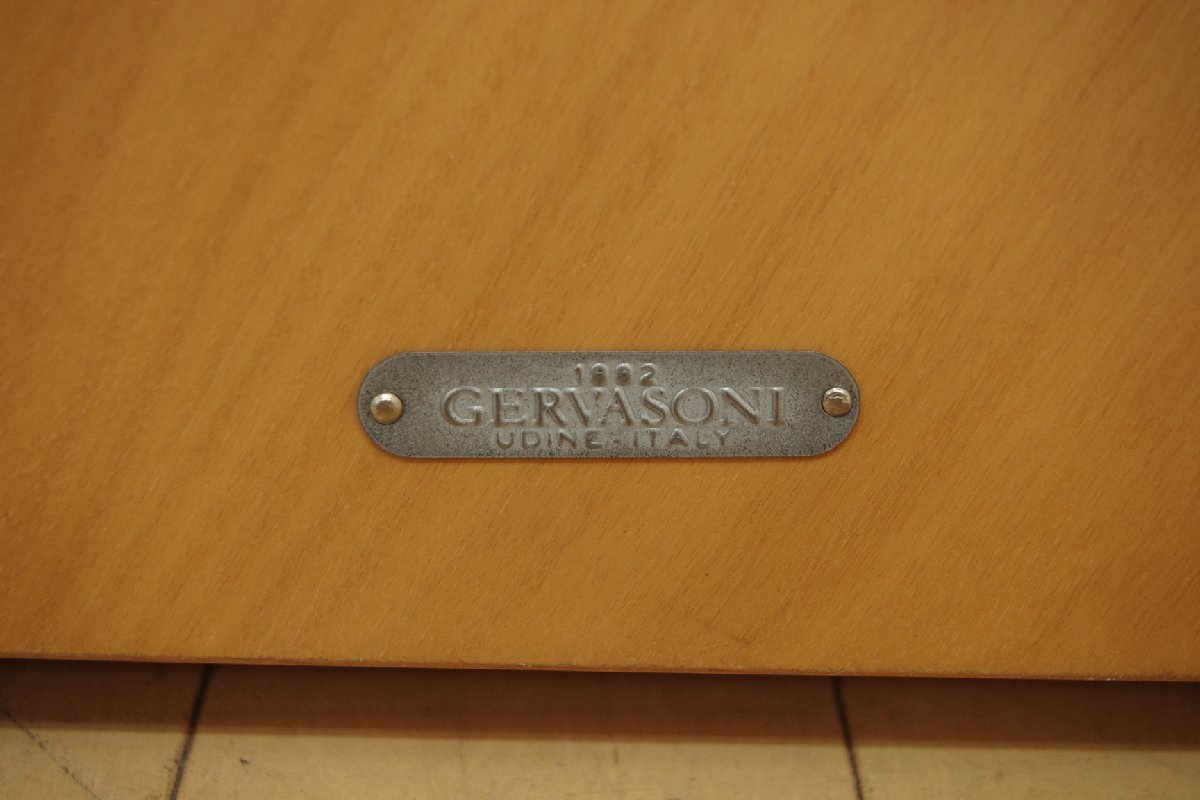 1882
GERVASONI
UDINE-ITALY